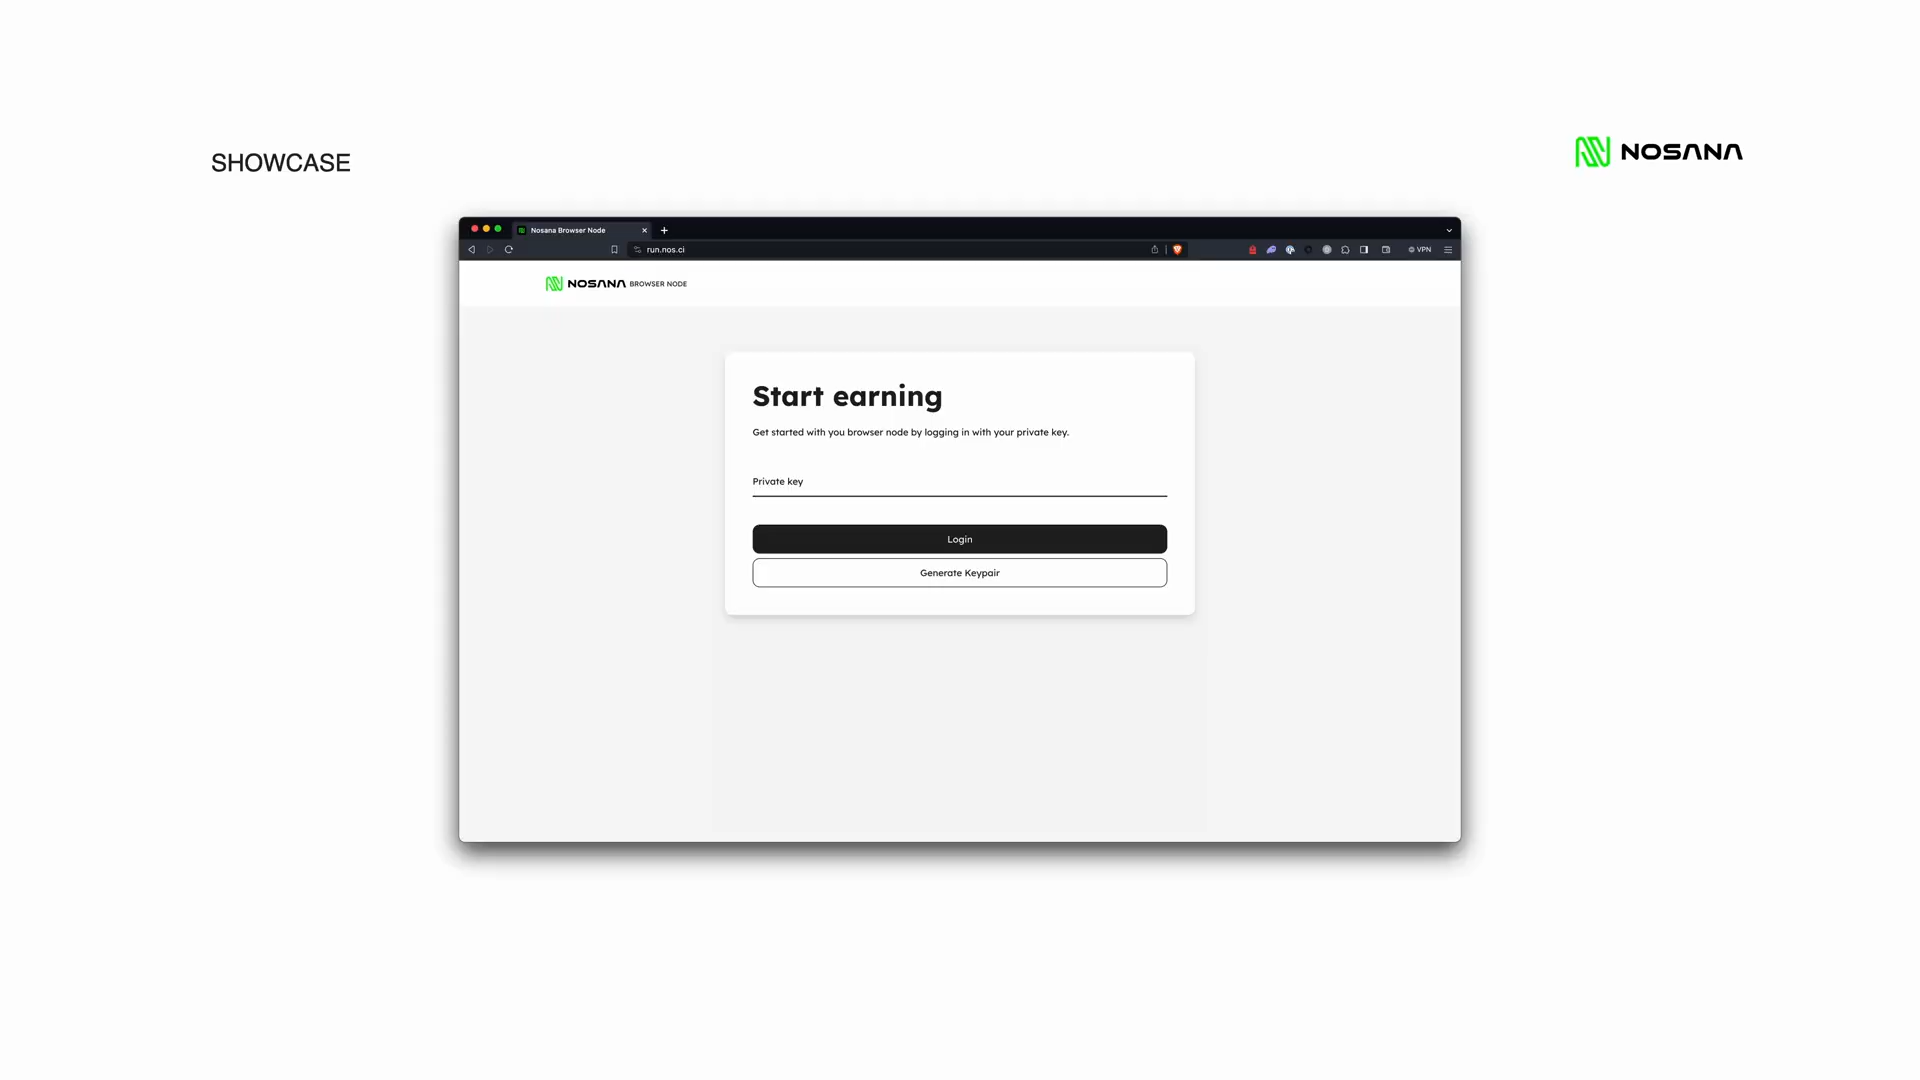 SHOWCASE
NOSANA
Nosana Browser Node
run.nos.ci
VPN
NOSANA BROWSER NODE
Start earning
Get started with you browser node by logging in with your private key.
Private key
Login
Generate Keypair